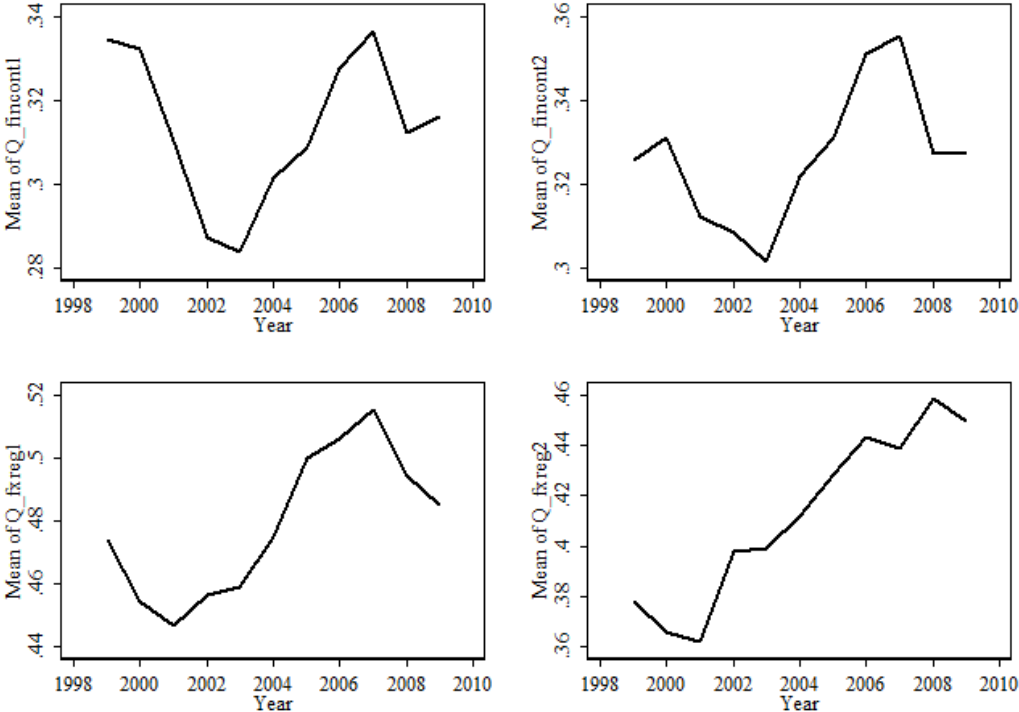 Mean of Q_fincont1
.34
.32
.3
.28
1998 2000 2002 2004 2006 2008 2010
Year
Mean of Q_fincont2
.36
.34
.32
.3
1998 2000 2002 2004 2006 2008 2010
Year
Mean of Q_fxreg1
.52
.5
.48
.46
.44
1998 2000 2002 2004 2006 2008 2010
Year
Mean of Q_fxreg2
.46
.44
.42
.4
.38
.36
1998 2000 2002 2004 2006 2008 2010
Year